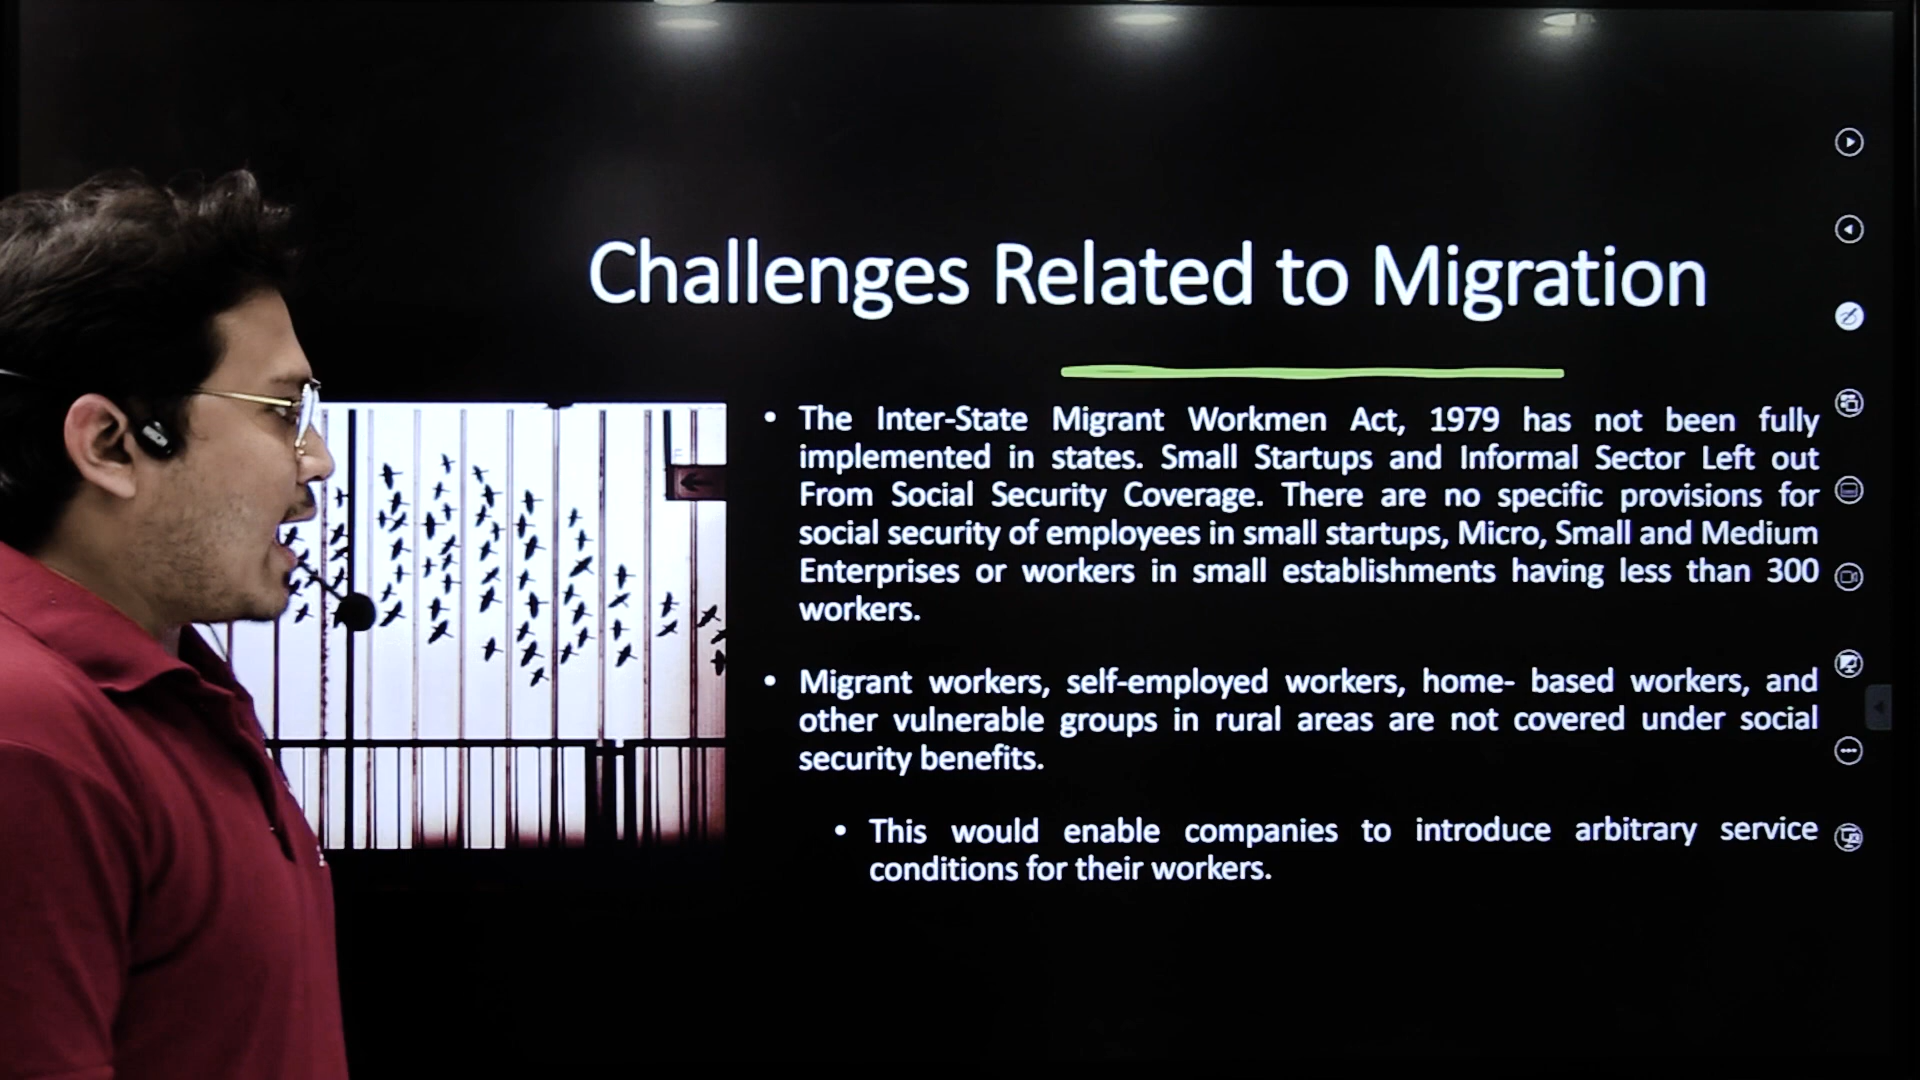 Challenges Related to Migration
• The Inter-State Migrant Workmen Act, 1979 has not been fully
implemented in states. Small Startups and Informal Sector Left out
From Social Security Coverage. There are no specific provisions for
social security of employees in small startups, Micro, Small and Medium
Enterprises or workers in small establishments having less than 300
workers.
• Migrant workers, self-employed workers, home- based workers, and
other vulnerable groups in rural areas are not covered under social
security benefits.
• This would enable companies to introduce arbitrary service
conditions for their workers.